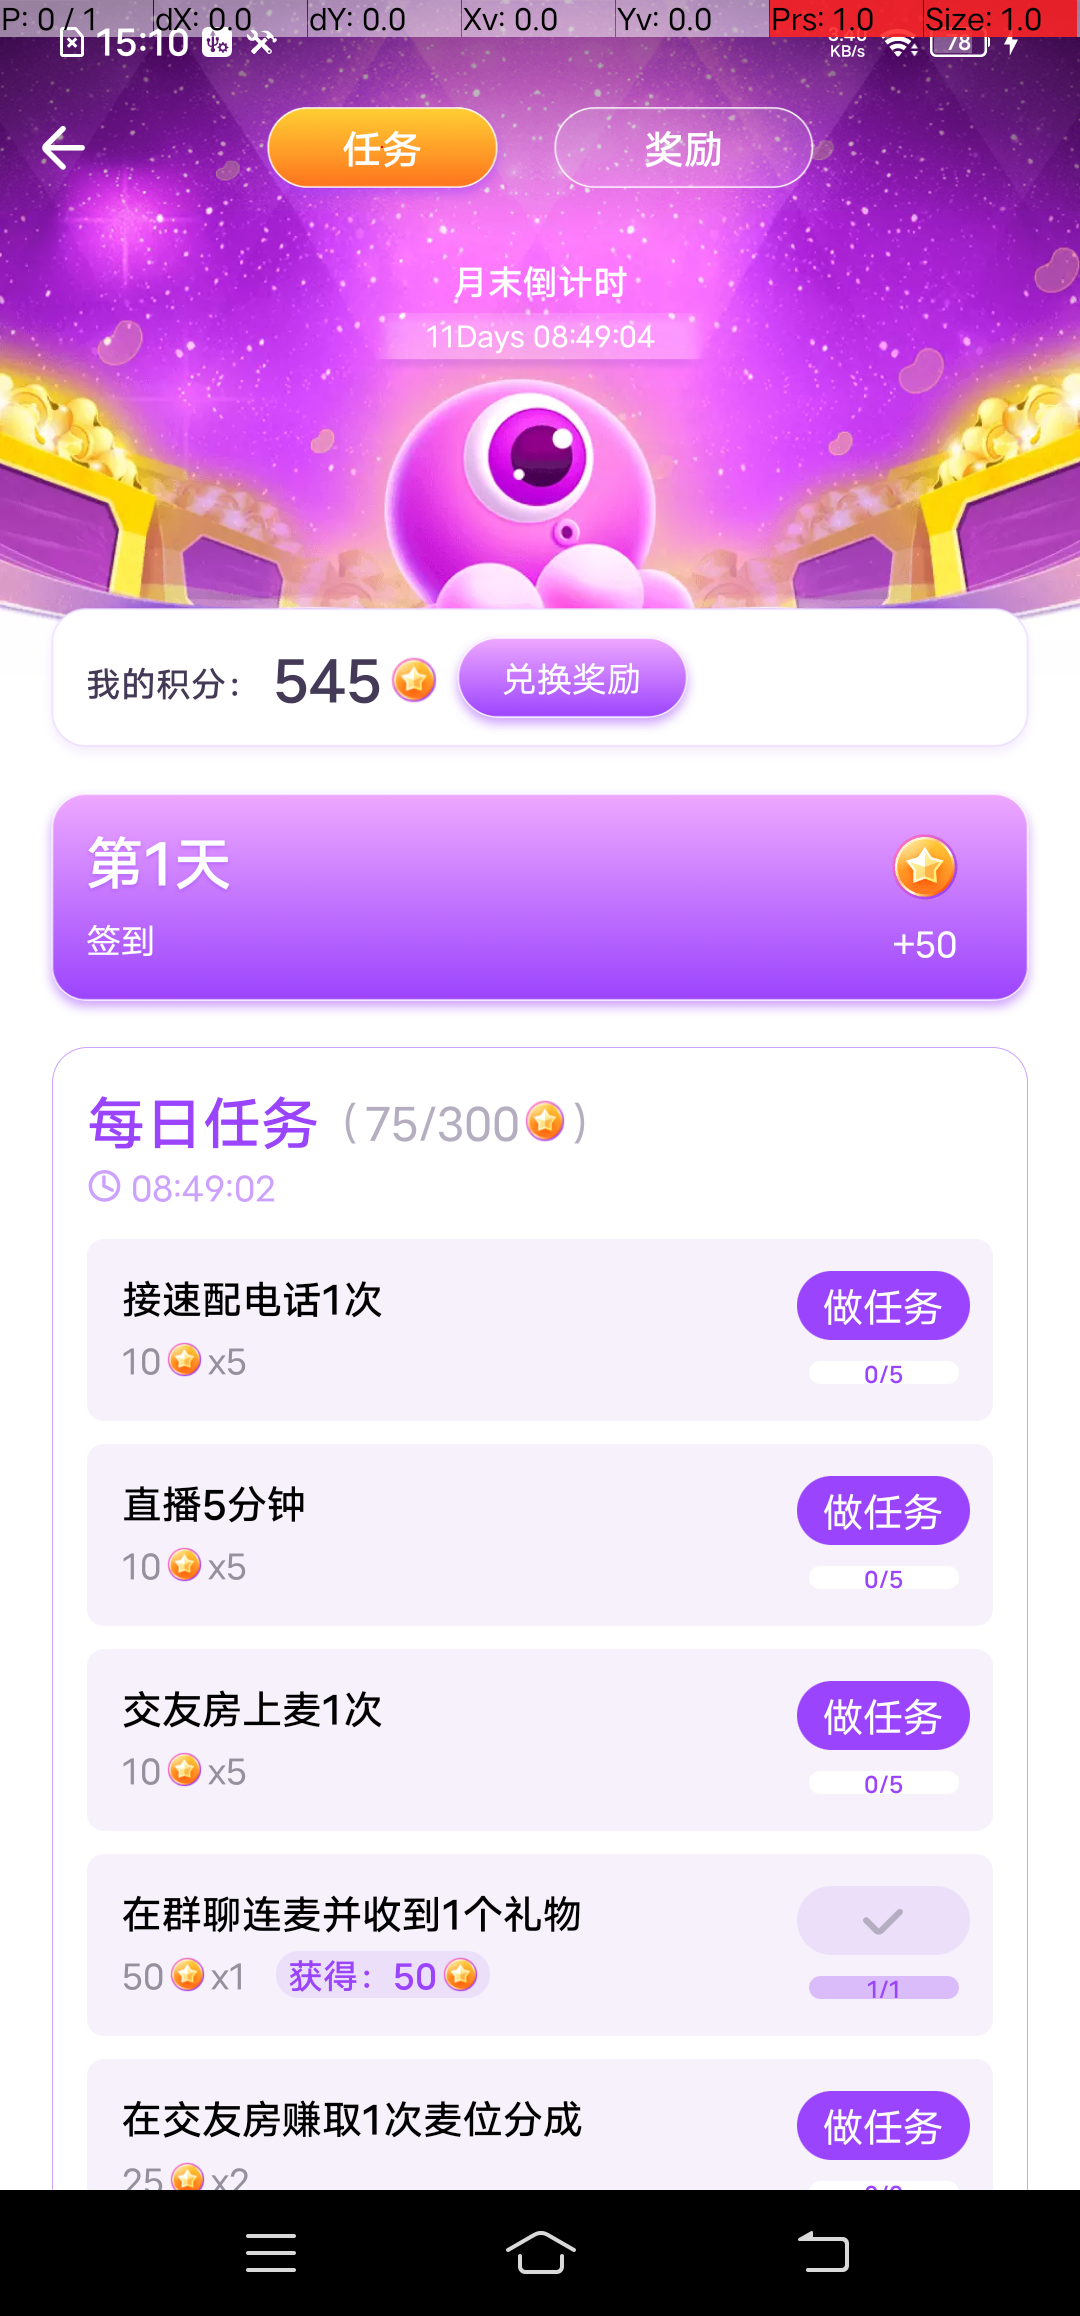 P: 0 / 1 dX: 0.0 dY: 0.0 Xv: 0.0 Yv: 0.0 Prs: 1.0 Size: 1.0
15:10 KB/s 78
任务 奖励
月末倒计时
11Days 08:49:04
我的积分： 545 兑换奖励
第1天
签到 +50
每日任务 (75/300)
08:49:02
接速配电话1次 做任务
10 x5 0/5
直播5分钟 做任务
10 x5 0/5
交友房上麦1次 做任务
10 x5 0/5
在群聊连麦并收到1个礼物
50 x1 获得：50 1/1
在交友房赚取1次麦位分成 做任务
25 x2